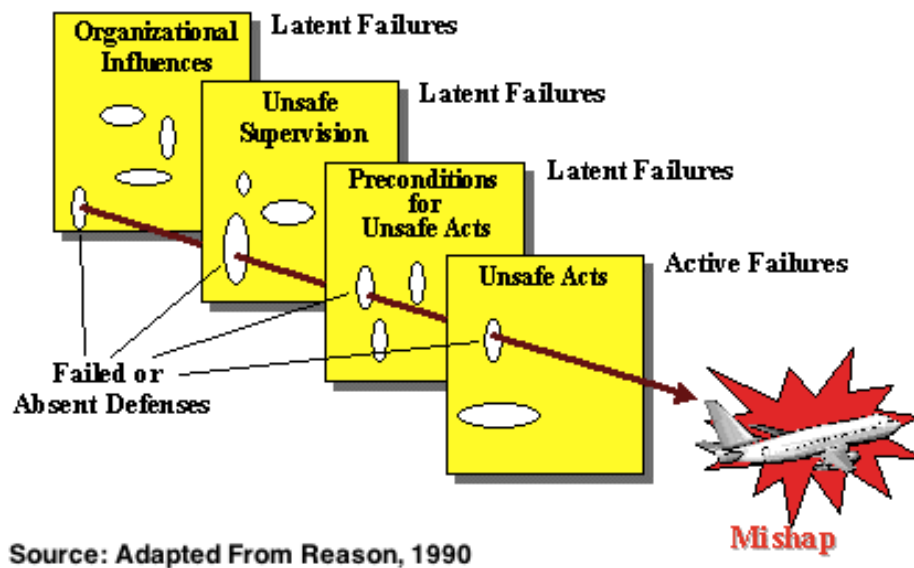 Organizational
Influences
Latent Failures
Unsafe
Supervision
Latent Failures
Preconditions
for
Unsafe Acts
Latent Failures
Unsafe Acts
Active Failures
Failed or
Absent Defenses
Mishap
Source: Adapted From Reason, 1990